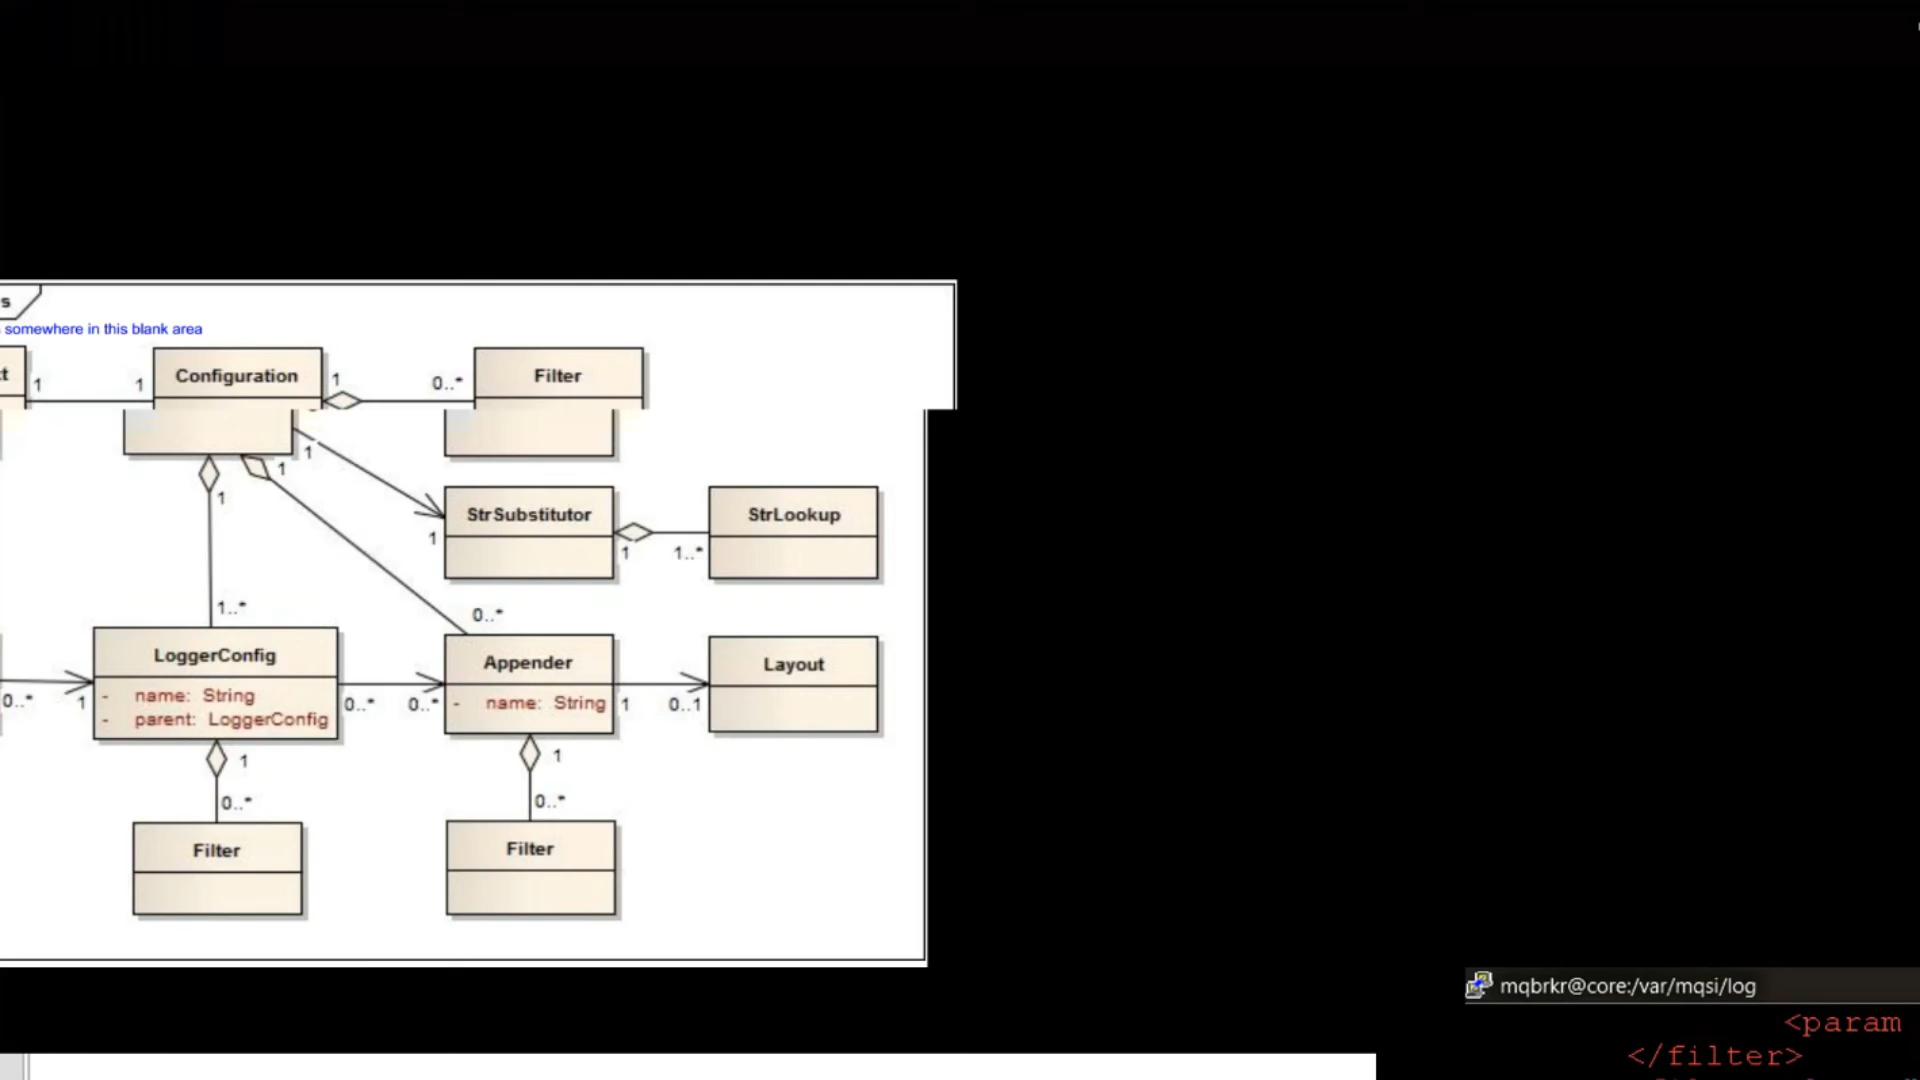 s
somewhere in this blank area
t
1
1
Configuration
1
0..*
Filter
1
1
1
StrSubstitutor
1
1
1..*
StrLookup
1..*
0..*
LoggerConfig
- name: String
- parent: LoggerConfig
0..*
1
0..*
0..*
Appender
- name: String
1
0..1
Layout
1
0..*
Filter
1
0..*
Filter
mqbrkr@core:/var/mqsi/log
<param
</filter>